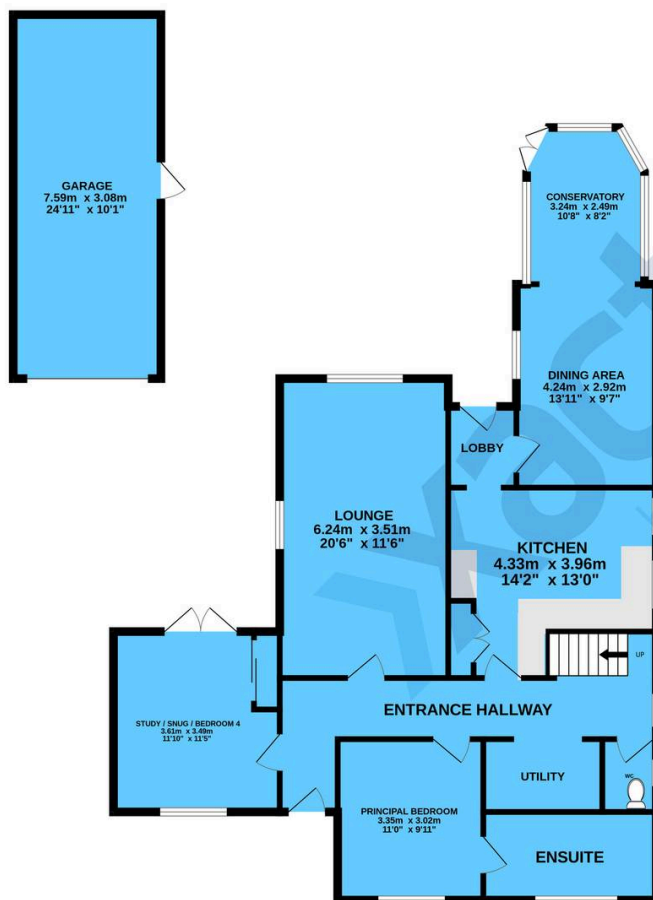 GARAGE
7.59m x 3.08m
24'11" x 10'1"
CONSERVATORY
3.24m x 2.49m
10'8" x 8'2"
DINING AREA
4.24m x 2.92m
13'11" x 9'7"
LOBBY
LOUNGE
6.24m x 3.51m
20'6" x 11'6"
KITCHEN
4.33m x 3.96m
14'2" x 13'0"
UP
STUDY / SNUG / BEDROOM 4
3.61m x 3.49m
11'10" x 11'5"
ENTRANCE HALLWAY
UTILITY
WC
PRINCIPAL BEDROOM
3.35m x 3.02m
11'0" x 9'11"
ENSUITE
xact